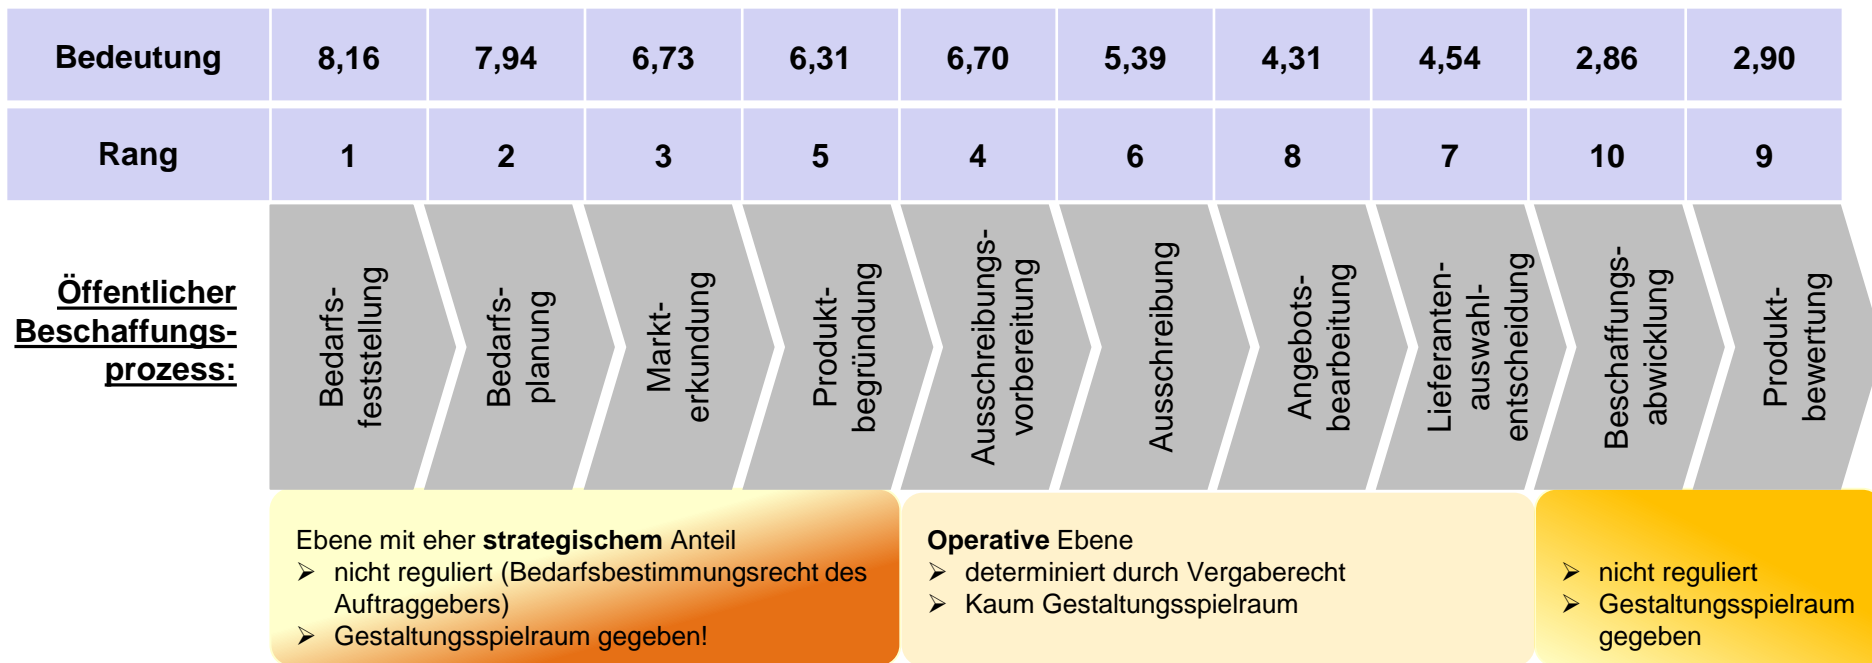 Bedeutung 8,16 7,94 6,73 6,31 6,70 5,39 4,31 4,54 2,86 2,90
Rang 1 2 3 5 4 6 8 7 10 9
Öffentlicher
Beschaffungs-
prozess:
Bedarfs-
feststellung
Bedarfs-
planung
Markt-
erkundung
Produkt-
begründung
Ausschreibungs-
vorbereitung
Ausschreibung
Angebots-
bearbeitung
Lieferanten-
auswahl-
entscheidung
Beschaffungs-
abwicklung
Produkt-
bewertung
Ebene mit eher strategischem Anteil
➢ nicht reguliert (Bedarfsbestimmungsrecht des
Auftraggebers)
➢ Gestaltungsspielraum gegeben!
Operative Ebene
➢ determiniert durch Vergaberecht
➢ Kaum Gestaltungsspielraum
➢ nicht reguliert
➢ Gestaltungsspielraum
gegeben